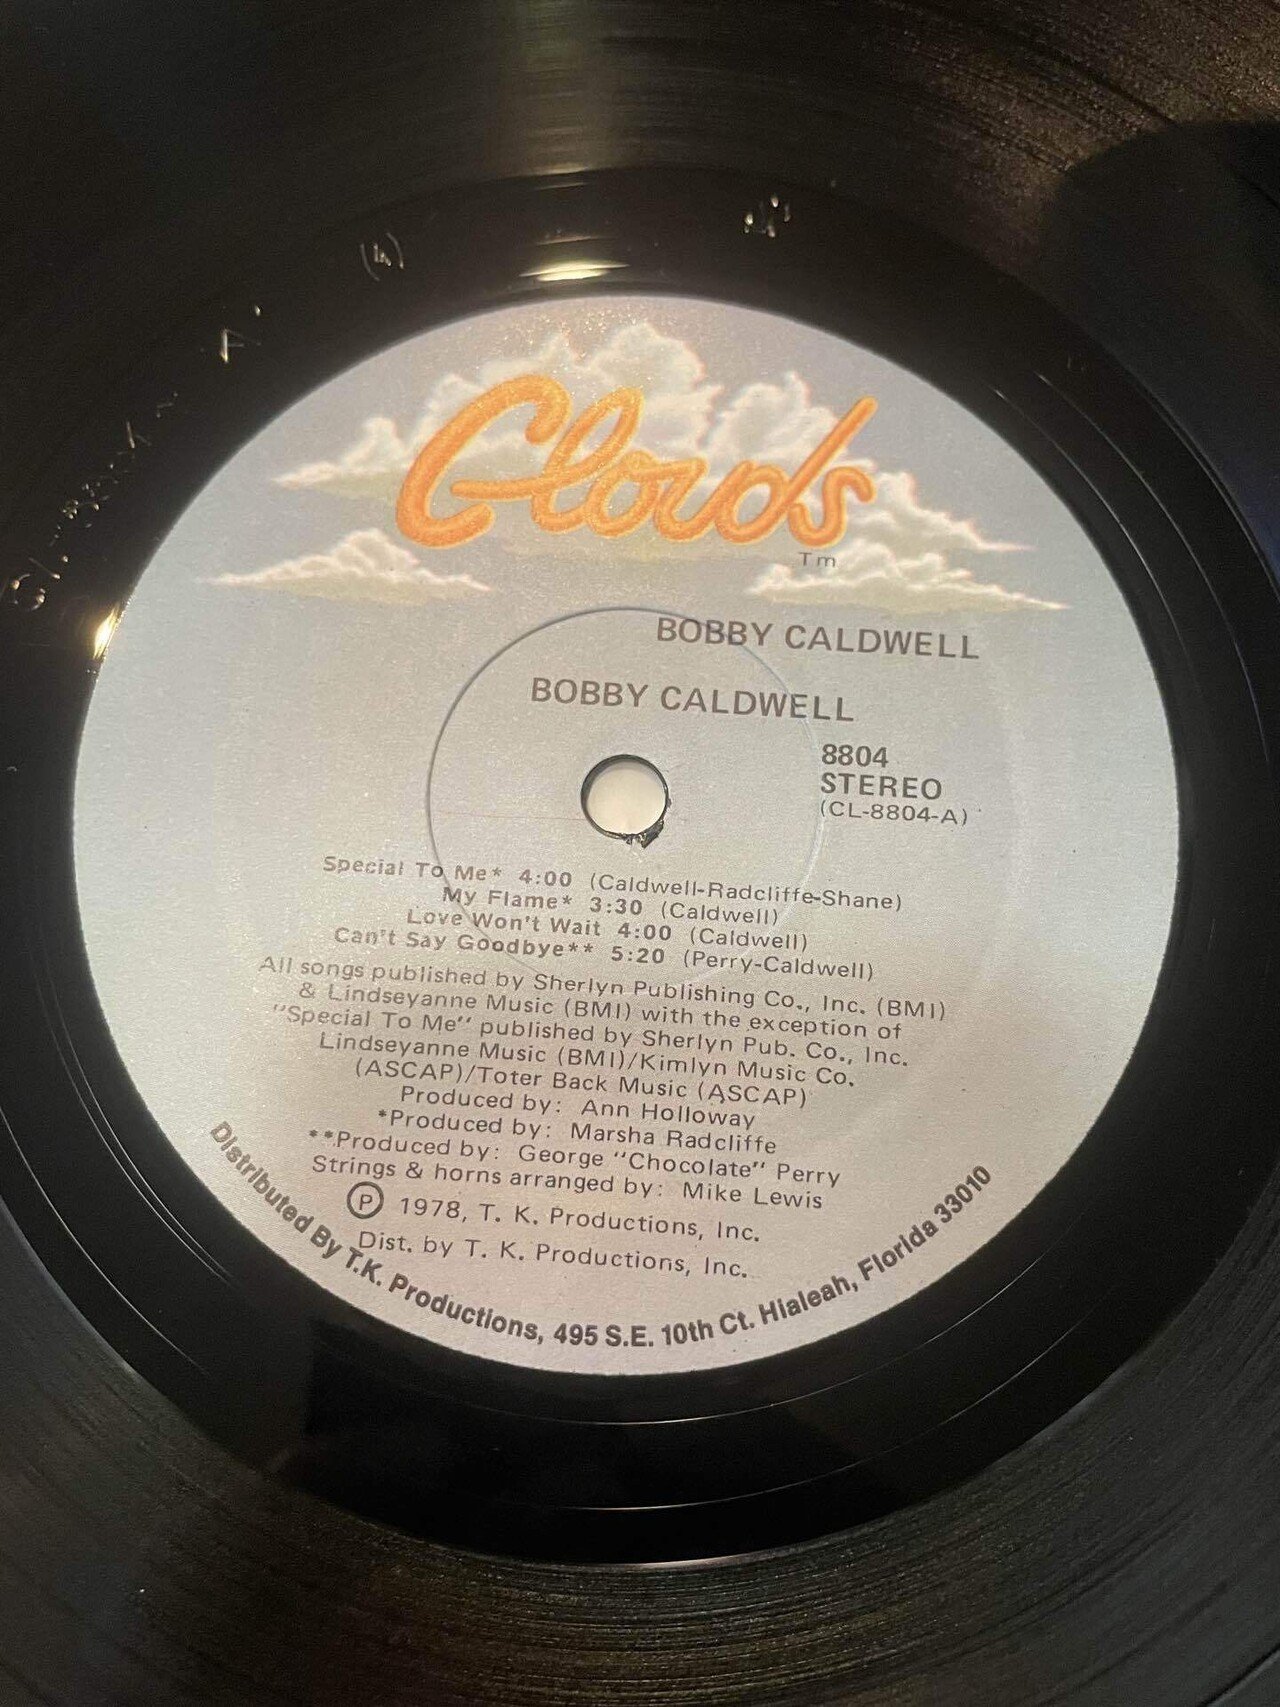 Clouds
Tm
BOBBY CALDWELL
BOBBY CALDWELL
8804
STEREO
(CL-8804-A)
Special To Me* 4:00 (Caldwell-Radcliffe-Shane)
My Flame* 3:30 (Caldwell)
Love Won't Wait 4:00 (Caldwell)
Can't Say Goodbye** 5:20 (Perry-Caldwell)
All songs published by Sherlyn Publishing Co., Inc. (BMI)
& Lindseyanne Music (BMI) with the exception of
"Special To Me" published by Sherlyn Pub. Co., Inc.
Lindseyanne Music (BMI)/Kimlyn Music Co.
(ASCAP)/Toter Back Music (ASCAP)
Produced by: Ann Holloway
*Produced by: Marsha Radcliffe
**Produced by: George "Chocolate" Perry
Strings & horns arranged by: Mike Lewis
Ⓟ 1978, T. K. Productions, Inc.
Dist. by T. K. Productions, Inc.
Distributed By T.K. Productions, 495 S.E. 10th Ct. Hialeah, Florida 33010